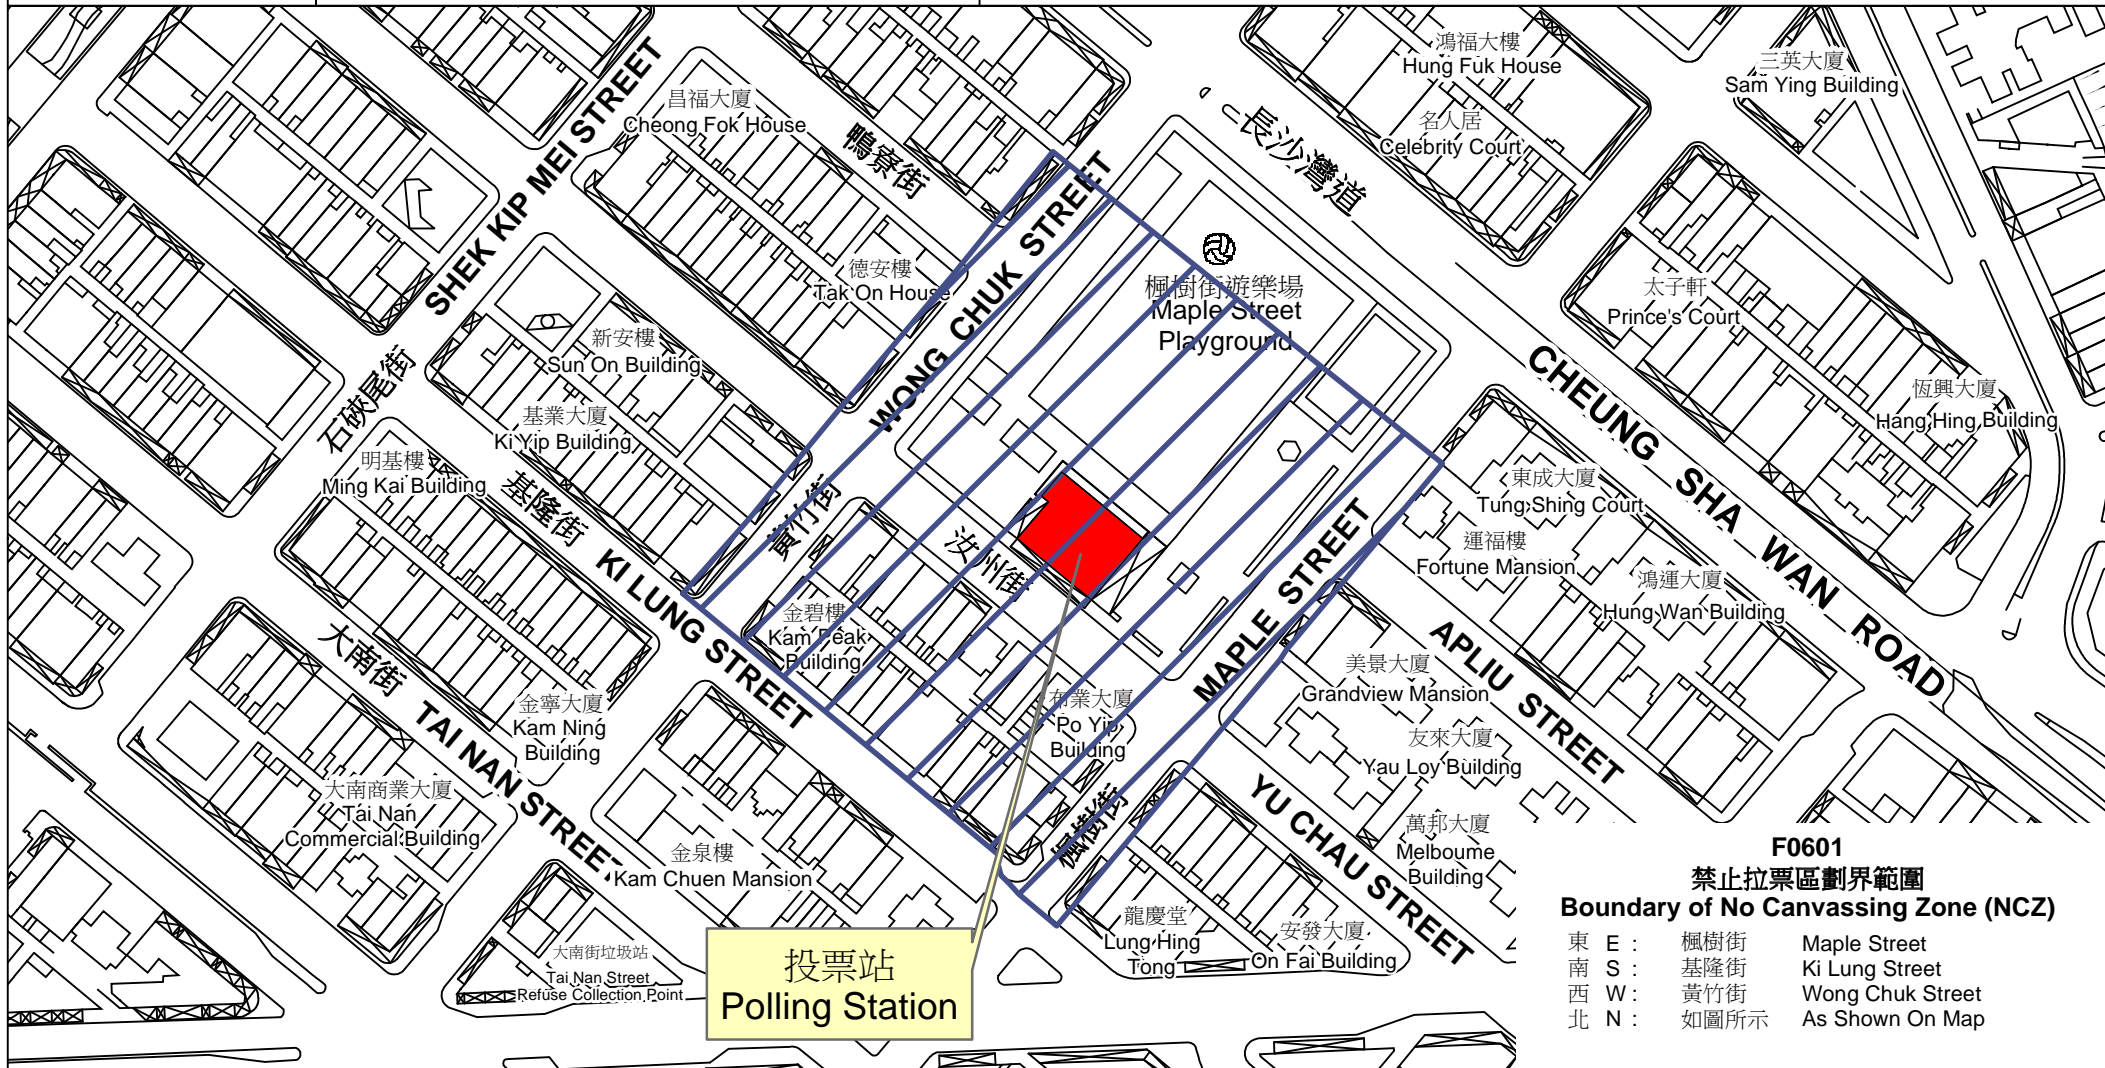 鴻福大樓
Hung Fuk House
三英大廈
Sam Ying Building
昌福大廈
Cheong Fok House
鴨寮街
SHEK KIP MEI STREET
石硤尾街
長沙灣道
名人居
Celebrity Court
德安樓
Tak On House
WONG CHUK STREET
黃竹街
楓樹街遊樂場
Maple Street
Playground
太子軒
Prince's Court
CHEUNG SHA WAN ROAD
恆興大廈
Hang Hing Building
新安樓
Sun On Building
基業大廈
Ki Yip Building
明基樓
Ming Kai Building
基隆街
KI LUNG STREET
汝州街
東成大廈
Tung Shing Court
運福樓
Fortune Mansion
鴻運大廈
Hung Wan Building
金碧樓
Kam Peak
Building
MAPLE STREET
楓樹街
APLIU STREET
美景大廈
Grandview Mansion
大南街
TAI NAN STREET
金寧大廈
Kam Ning
Building
布業大廈
Po Yip
Building
友來大廈
Yau Loy Building
YU CHAU STREET
大南商業大廈
Tai Nan
Commercial Building
金泉樓
Kam Chuen Mansion
萬邦大廈
Melboume
Building
龍慶堂
Lung Hing
Tong
安發大廈
On Fai Building
大南街垃圾站
Tai Nan Street
Refuse Collection Point
投票站
Polling Station
F0601
禁止拉票區劃界範圍
Boundary of No Canvassing Zone (NCZ)
東 E : 楓樹街 Maple Street
南 S : 基隆街 Ki Lung Street
西 W : 黃竹街 Wong Chuk Street
北 N : 如圖所示 As Shown On Map